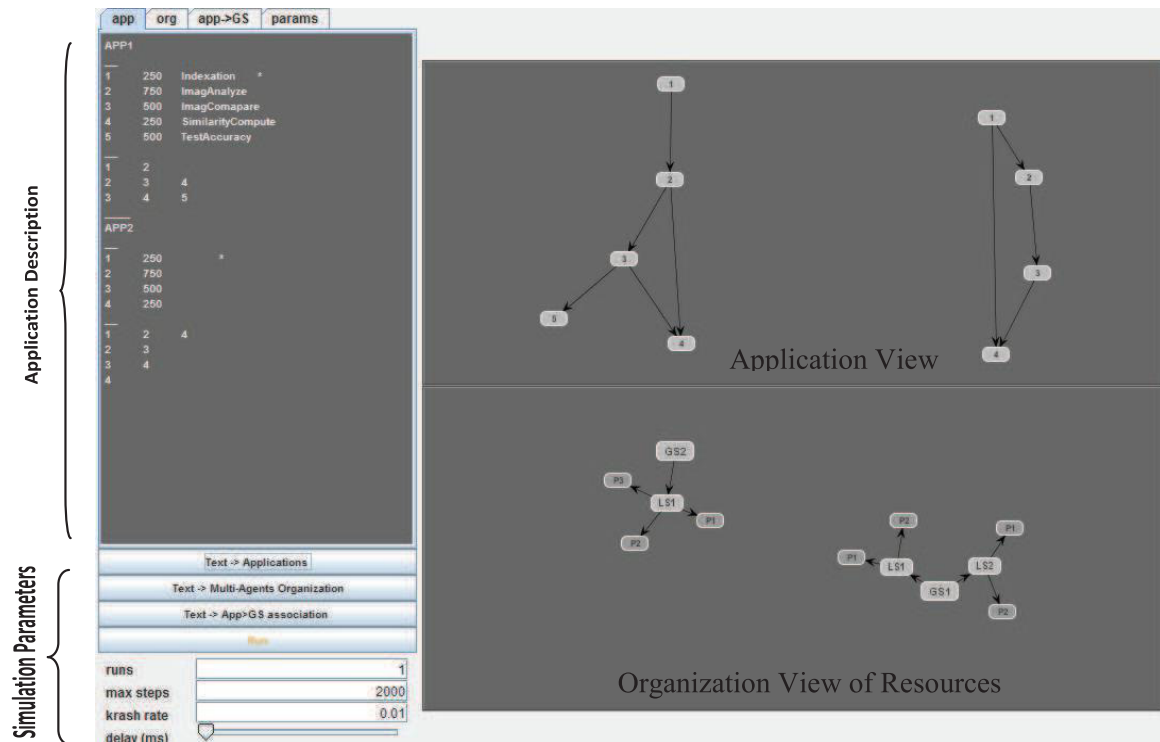 app org app->GS params
APP1
1 250 Indexation *
2 750 ImagAnalyze
3 500 ImagComapare
4 250 SimilarityCompute
5 500 TestAccuracy
1 2
2 3 4
3 4 5
APP2
1 250 *
2 750
3 500
4 250
1 2 4
2 3
3 4
4
Application Description
Text -> Applications
Text -> Multi-Agents Organization
Text -> App>GS association
Run
Simulation Parameters
runs 1
max steps 2000
krash rate 0.01
delay (ms)
1
2
3
5
4
1
2
3
4
Application View
GS2
P3
LS1
P1
P2
P2
P1
P1
LS1
LS2
GS1
P2
Organization View of Resources